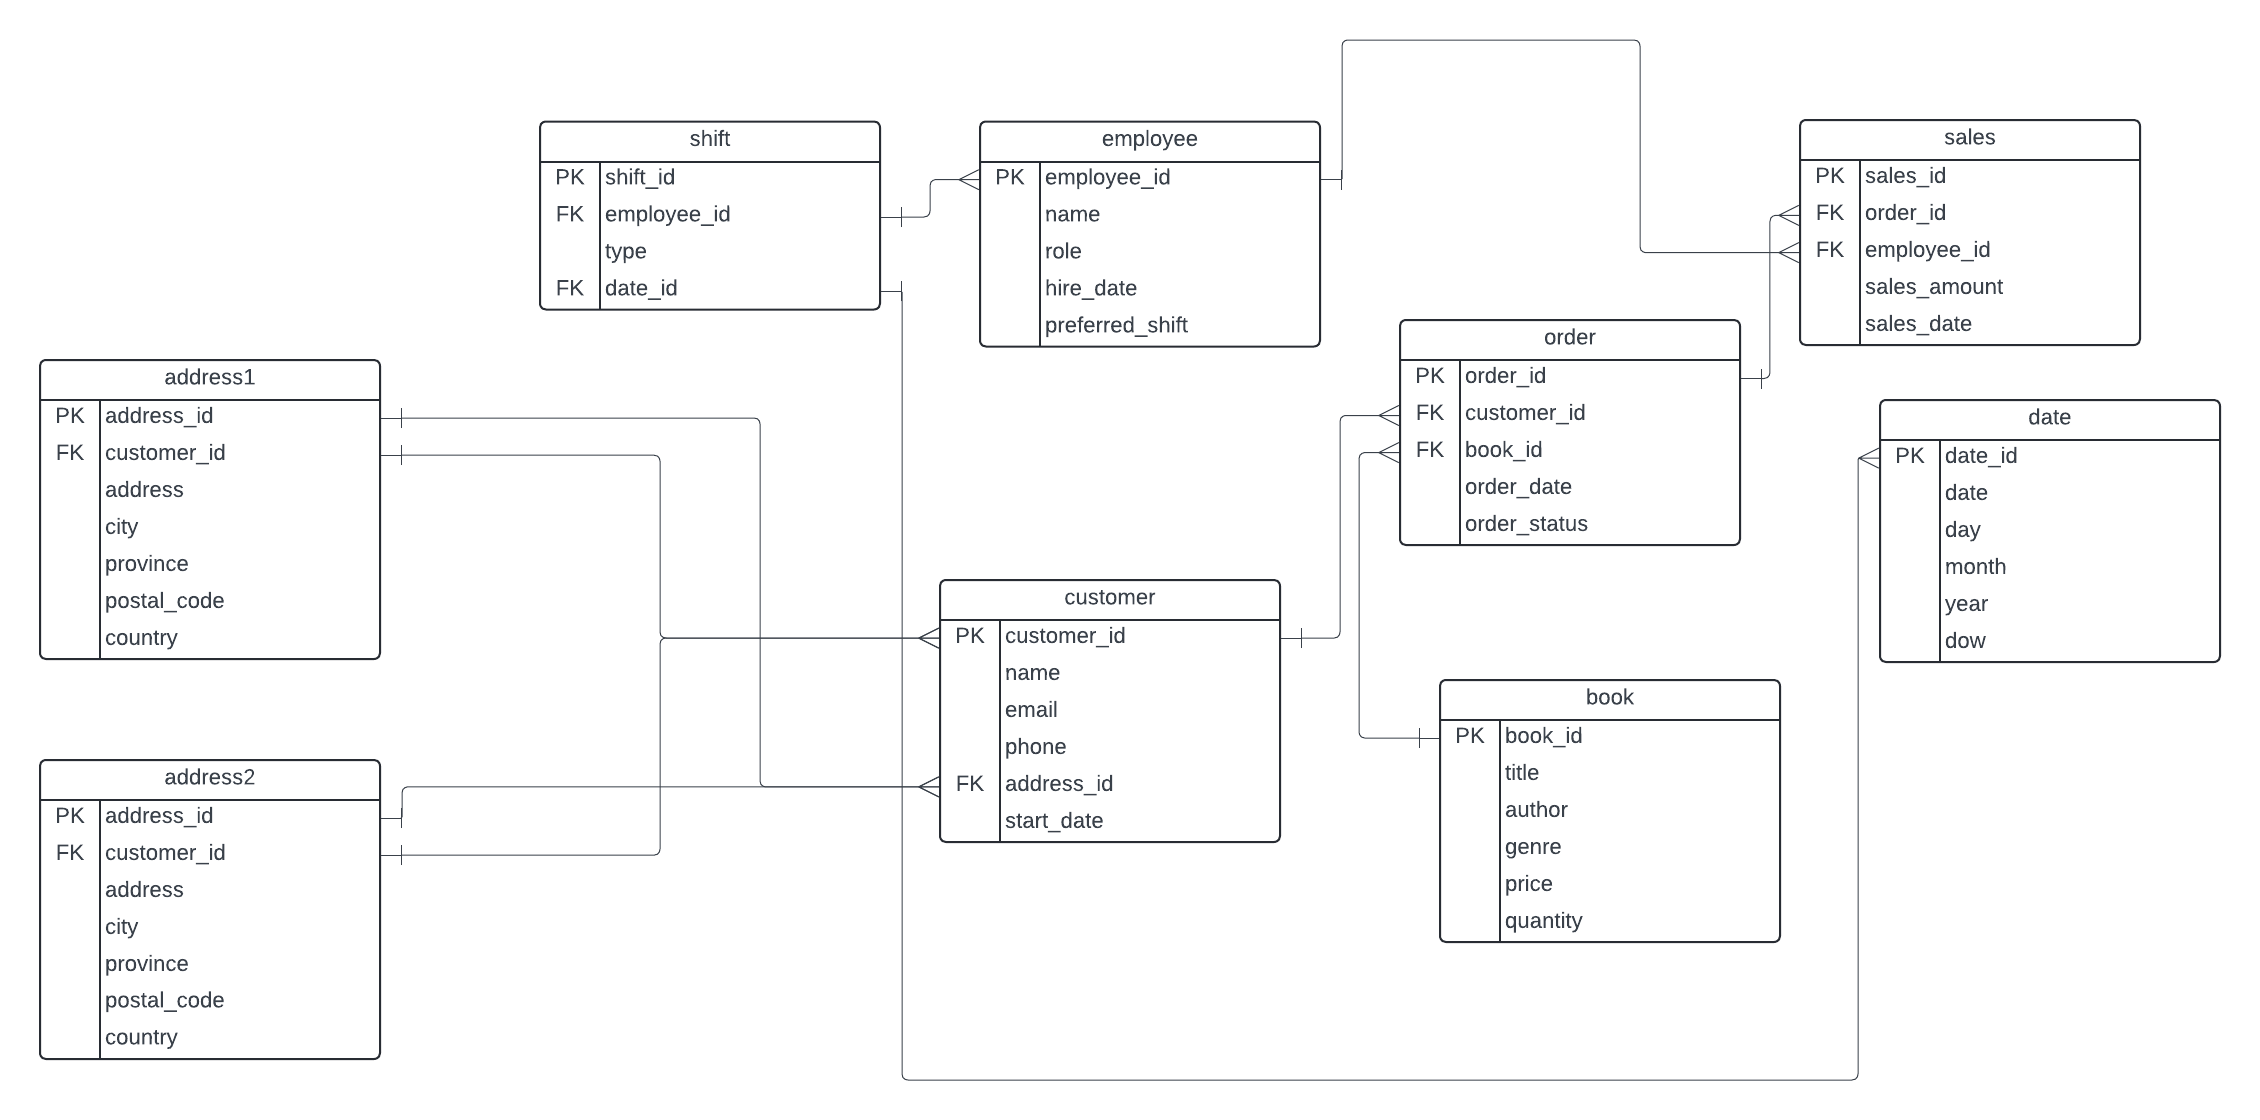 shift
PK shift_id
FK employee_id
type
FK date_id
employee
PK employee_id
name
role
hire_date
preferred_shift
sales
PK sales_id
FK order_id
FK employee_id
sales_amount
sales_date
address1
PK address_id
FK customer_id
address
city
province
postal_code
country
order
PK order_id
FK customer_id
FK book_id
order_date
order_status
date
PK date_id
date
day
month
year
dow
customer
PK customer_id
name
email
phone
FK address_id
start_date
book
PK book_id
title
author
genre
price
quantity
address2
PK address_id
FK customer_id
address
city
province
postal_code
country